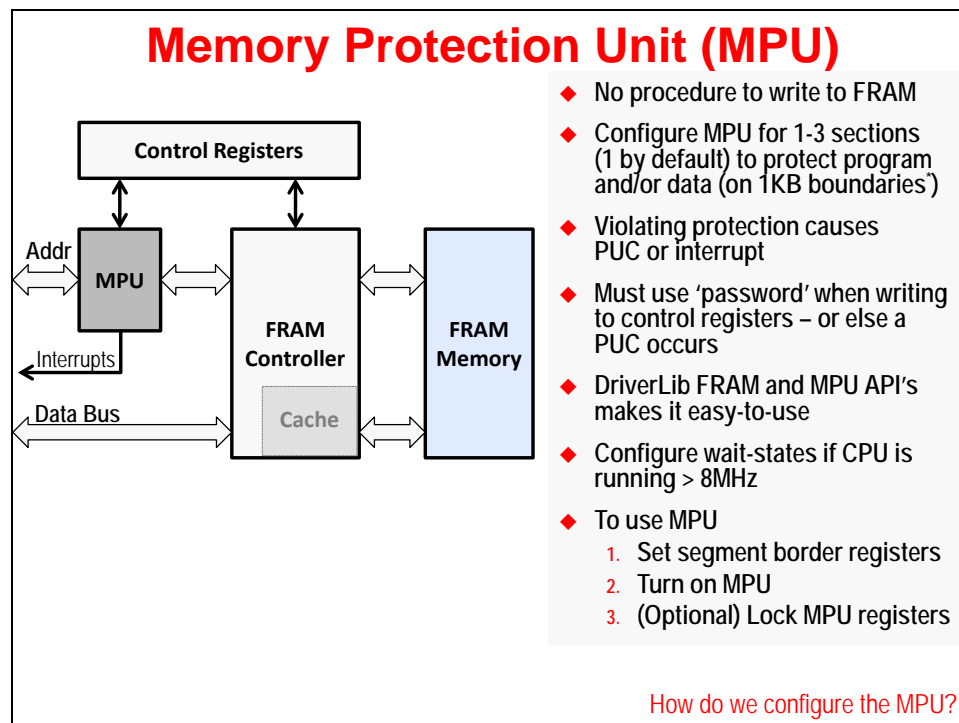 Memory Protection Unit (MPU)
Control Registers
Addr
MPU
Interrupts
Data Bus
FRAM
Controller
Cache
FRAM
Memory
◆ No procedure to write to FRAM
◆ Configure MPU for 1-3 sections
(1 by default) to protect program
and/or data (on 1KB boundaries*)
◆ Violating protection causes
PUC or interrupt
◆ Must use ‘password’ when writing
to control registers – or else a
PUC occurs
◆ DriverLib FRAM and MPU API's
makes it easy-to-use
◆ Configure wait-states if CPU is
running > 8MHz
◆ To use MPU
1. Set segment border registers
2. Turn on MPU
3. (Optional) Lock MPU registers
How do we configure the MPU?